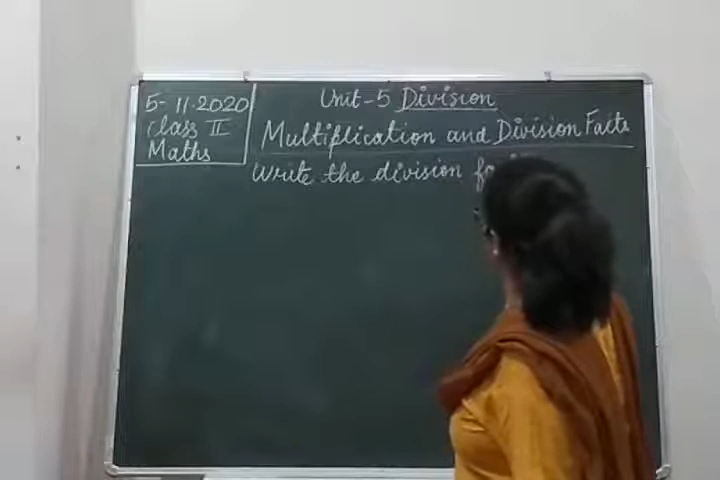 5-11-2020
Class II
Maths
Unit-5 Division
Multiplication and Division Facts
Write the division